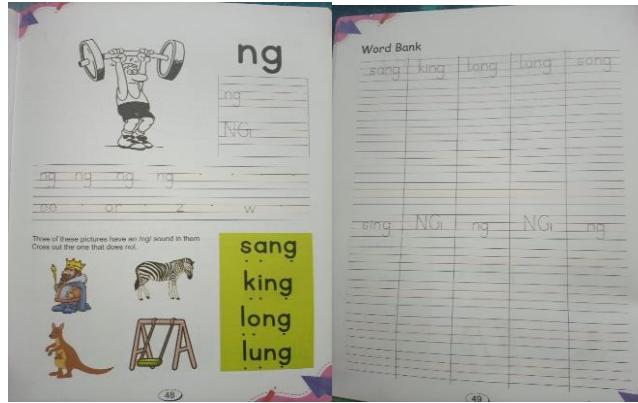 ng
ng
NG
ng ng ng ng
ee or z w
Three of these pictures have an /ng/ sound in them
Cross out the one that does not.
sang
king
long
lung
48
Word Bank
sang king long lung song
sing NG ng NG ng
49